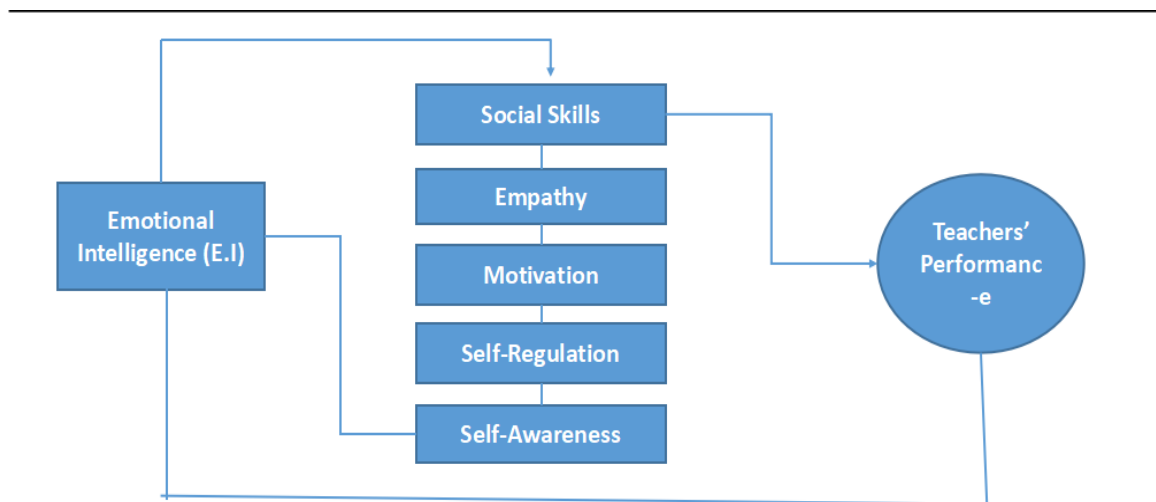 Social Skills
Empathy
Emotional
Intelligence (E.I)
Motivation
Teachers’
Performanc
-e
Self-Regulation
Self-Awareness